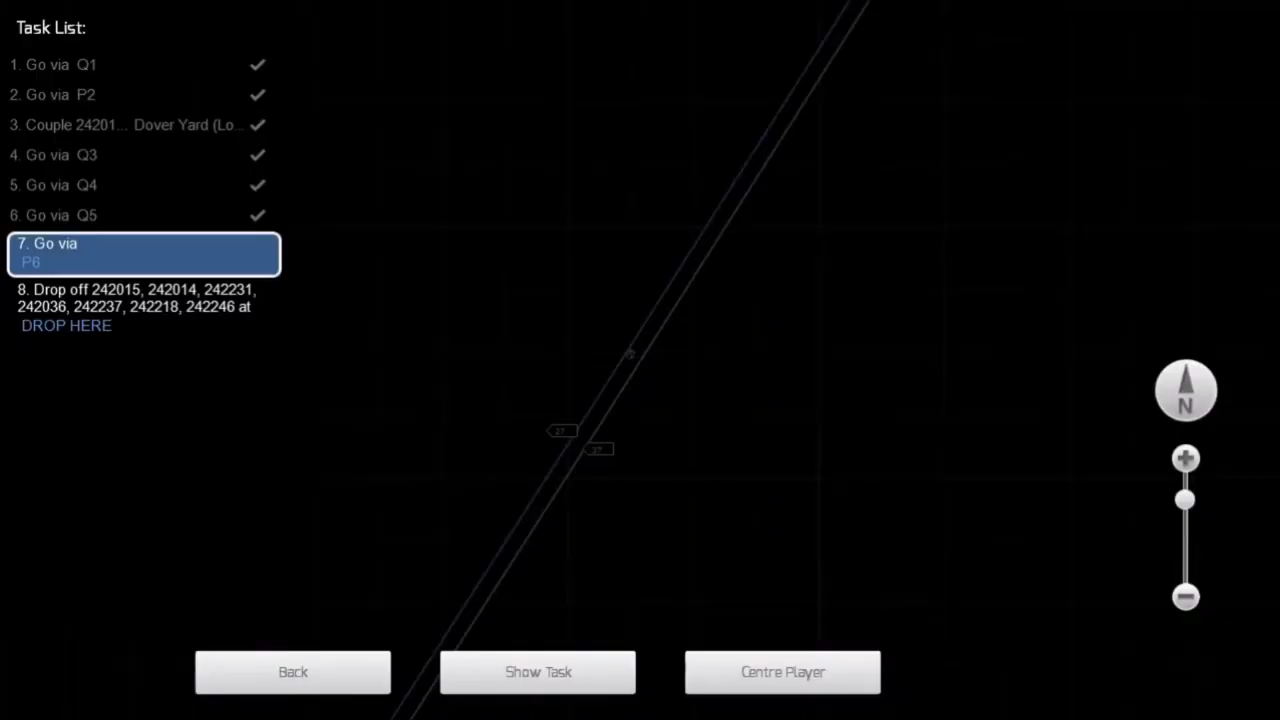 Task List:
1. Go via Q1
2. Go via P2
3. Couple 24201... Dover Yard (Lo...
4. Go via Q3
5. Go via Q4
6. Go via Q5
7. Go via
P6
8. Drop off 242015, 242014, 242231,
242036, 242237, 242218, 242246 at
DROP HERE
27
27
N
Back
Show Task
Centre Player